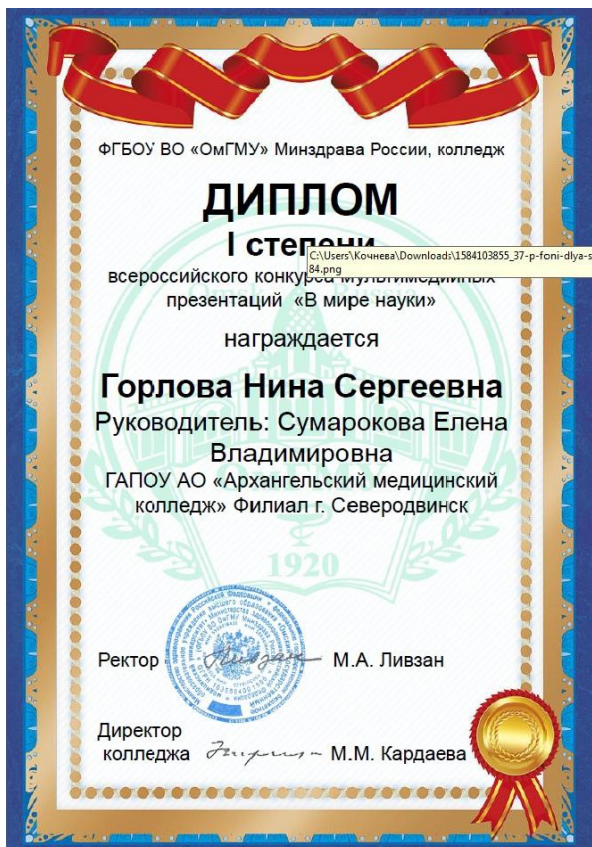 ФГБОУ ВО «ОмГМУ» Минздрава России, колледж
ДИПЛОМ
I степени
C:\Users\Кочнева\Downloads\1584103855_37-p-foni-dlya-s
84.png
всероссийского конкурса мультимедийных
презентаций «В мире науки»
награждается
Горлова Нина Сергеевна
Руководитель: Сумарокова Елена
Владимировна
ГАПОУ АО «Архангельский медицинский
колледж» Филиал г. Северодвинск
1920
Ректор М.А. Ливзан
Директор
колледжа М.М. Кардаева